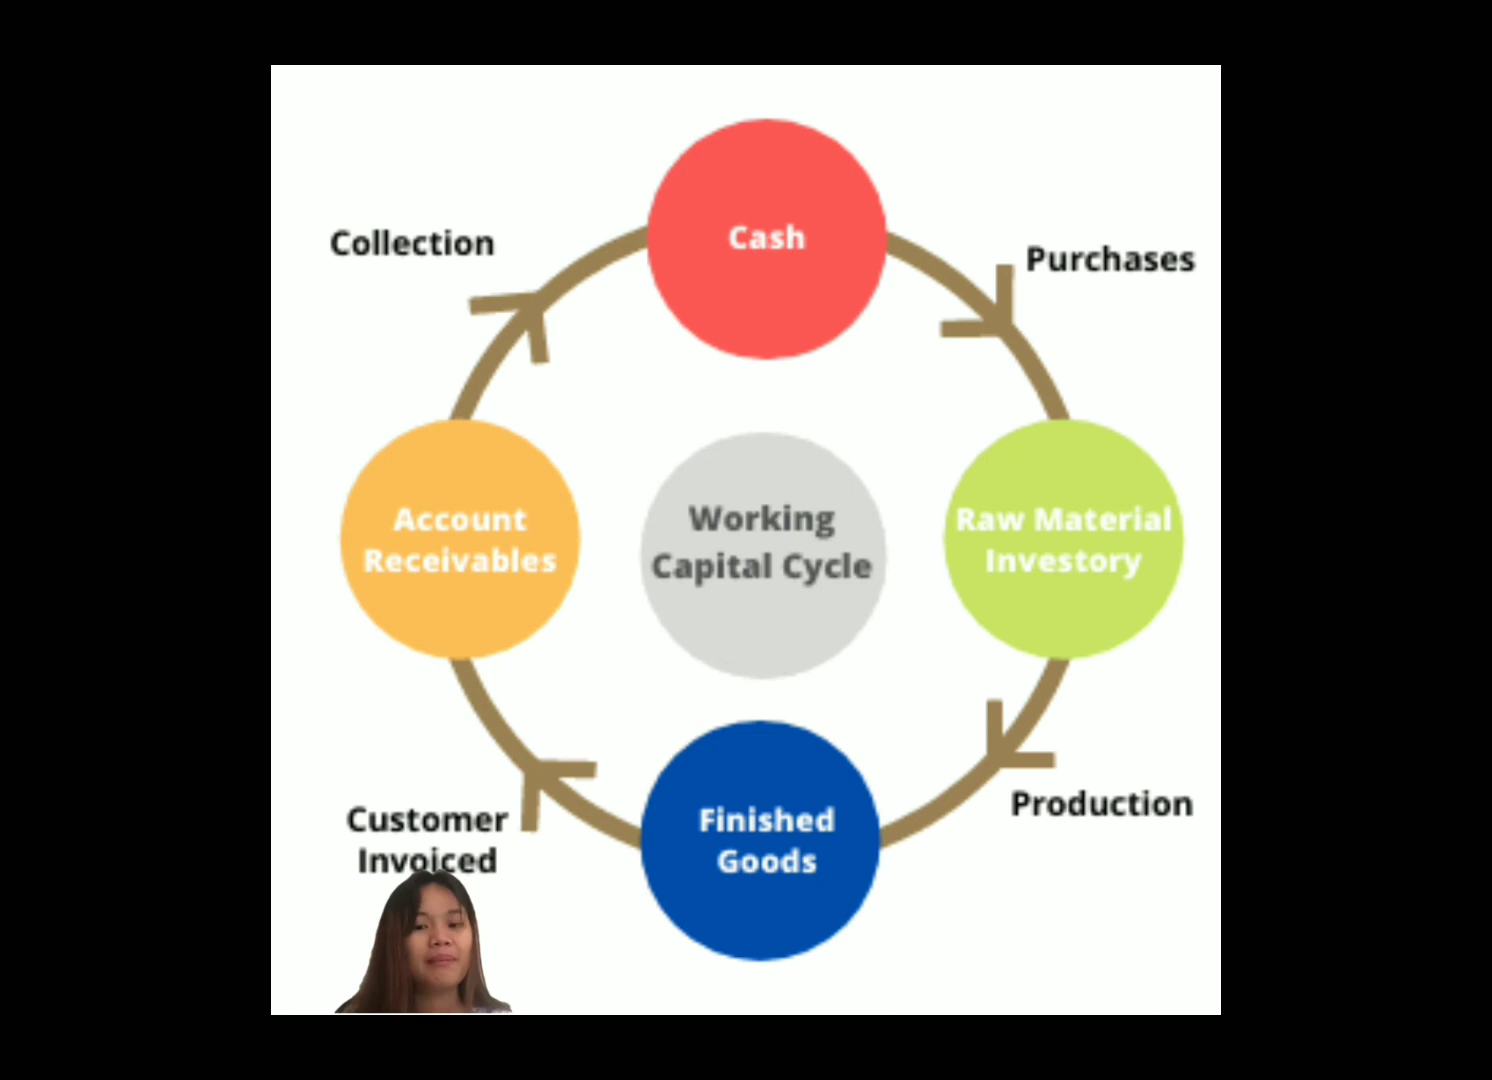 Cash
Collection
Purchases
Account
Receivables
Working
Capital Cycle
Raw Material
Investory
Finished
Goods
Production
Customer
Invoiced